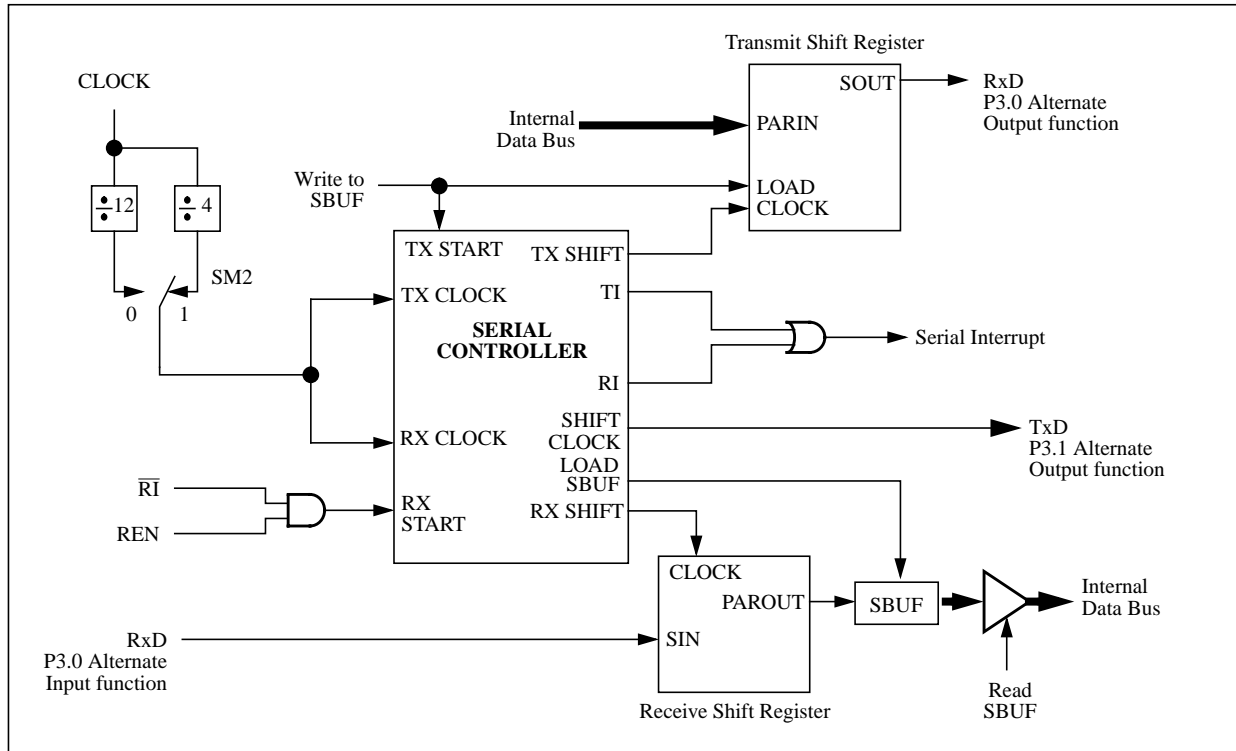 Transmit Shift Register
CLOCK
SOUT
RxD
P3.0 Alternate
Output function
Internal
Data Bus
PARIN
÷12
÷4
Write to
SBUF
LOAD
CLOCK
TX START
TX SHIFT
SM2
0
1
TX CLOCK
TI
SERIAL
CONTROLLER
Serial Interrupt
RI
RX CLOCK
SHIFT
CLOCK
TxD
P3.1 Alternate
Output function
LOAD
SBUF
RI
REN
RX
START
RX SHIFT
CLOCK
PAROUT
SBUF
Internal
Data Bus
RxD
P3.0 Alternate
Input function
SIN
Read
SBUF
Receive Shift Register